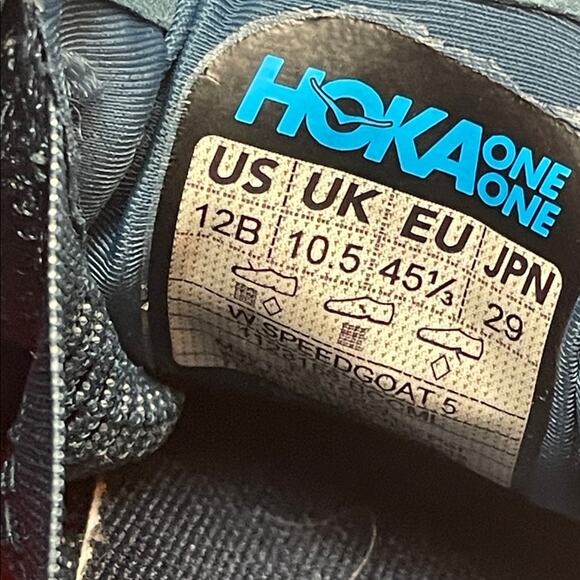 HOKA ONE ONE
US UK EU JPN
12B 10 5 45⅓ 29
W SPEEDGOAT 5